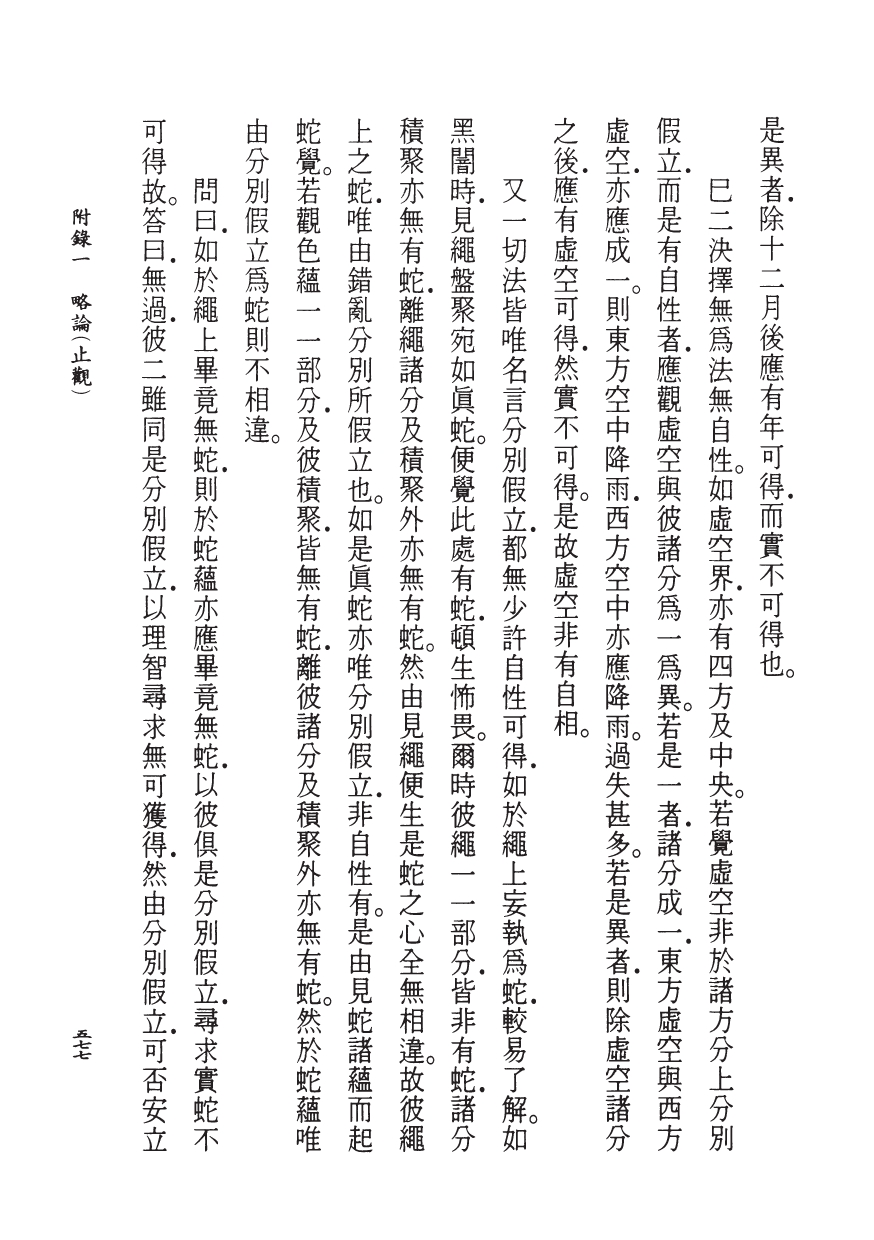 是異者．除十二月後應有年可得．而實不可得也。
巳二決擇無爲法無自性。如虛空界．亦有四方及中央。若覺虛空非於諸方分上分別
假立．而是有自性者．應觀虛空與彼諸分爲一爲異。若是一者．諸分成一．東方虛空與西方
虛空．亦應成一。則東方空中降雨．西方空中亦應降雨。過失甚多。若是異者．則除虛空諸分
之後．應有虛空可得．然實不可得。是故虛空非有自相。
又一切法皆唯名言分別假立．都無少許自性可得．如於繩上妄執爲蛇．較易了解。如
黑闇時．見繩盤聚宛如眞蛇。便覺此處有蛇．頓生怖畏。爾時彼繩一一部分．皆非有蛇．諸分
積聚亦無有蛇．離繩諸分及積聚外亦無有蛇。然由見繩便生是蛇之心全無相違。故彼繩
上之蛇．唯由錯亂分別所假立也。如是眞蛇亦唯分別假立．非自性有。是由見蛇諸蘊而起
蛇覺。若觀色蘊一一部分．及彼積聚．皆無有蛇．離彼諸分及積聚外亦無有蛇。然於蛇蘊唯
由分別假立爲蛇則不相違。
問曰．如於繩上畢竟無蛇．則於蛇蘊亦應畢竟無蛇．以彼俱是分別假立．尋求實蛇不
可得故。答曰．無過．彼二雖同是分別假立．以理智尋求無可獲得．然由分別假立．可否安立
附錄一　略論(止觀)
五七七